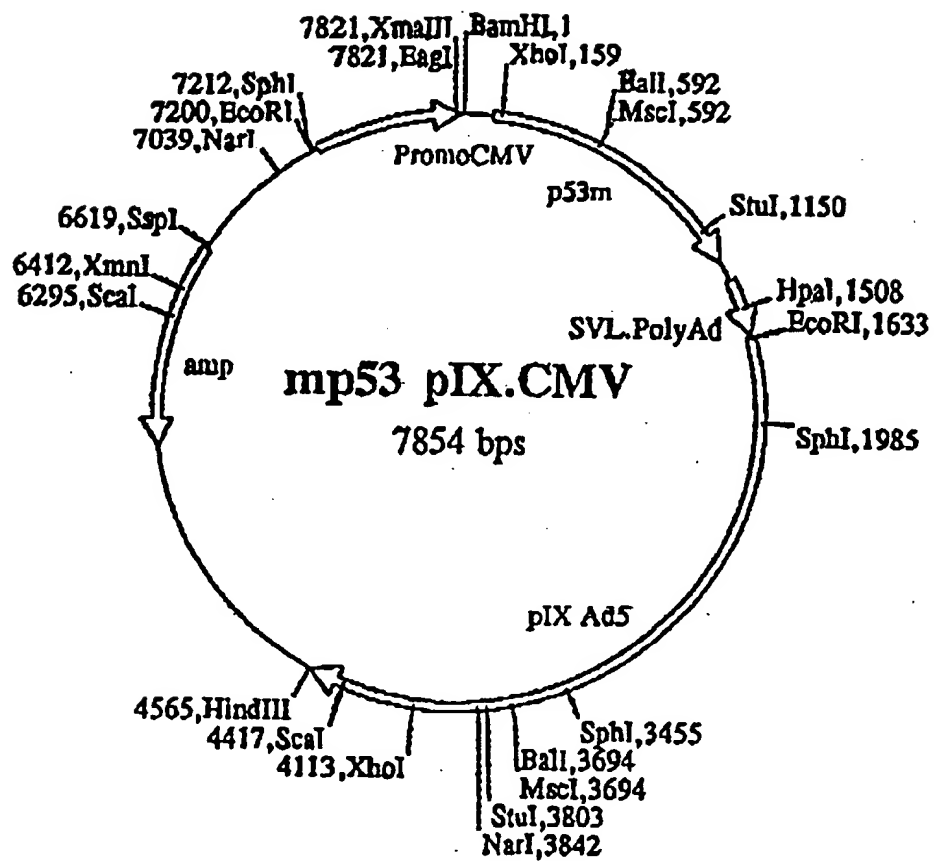 7821,XmaIII
BamHI,1
7821,EagI
XhoI,159
7212,SphI
7200,EcoRI
7039,NarI
BalI,592
MscI,592
PromoCMV
p53m
StuI,1150
6619,SspI
6412,XmnI
6295,ScaI
HpaI,1508
EcoRI,1633
SVL.PolyAd
amp
mp53 pIX.CMV
7854 bps
SphI,1985
pIX Ad5
4565,HindIII
4417,ScaI
4113,XhoI
SphI,3455
BalI,3694
MscI,3694
StuI,3803
NarI,3842